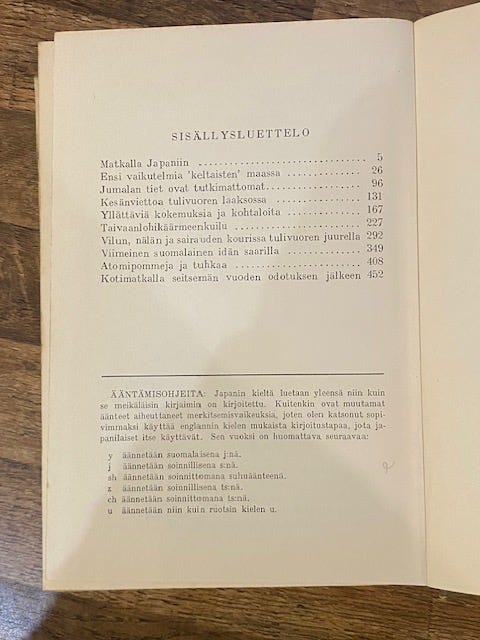 SISÄLLYSLUETTELO
Matkalla Japaniin 5
Ensi vaikutelmia 'keltaisten' maassa 26
Jumalan tiet ovat tutkimattomat 96
Kesänviettoa tulivuoren laaksossa 131
Yllättäviä kokemuksia ja kohtaloita 167
Taivaanlohikäärmeenkuilu 227
Vilun, nälän ja sairauden kourissa tulivuoren juurella 292
Viimeinen suomalainen idän saarilla 349
Atomipommeja ja tuhkaa 408
Kotimatkalla seitsemän vuoden odotuksen jälkeen 452
ÄÄNTÄMISOHJEITA: Japanin kieltä luetaan yleensä niin kuin
se meikäläisin kirjaimin on kirjoitettu. Kuitenkin ovat muutamat
äänteet aiheuttaneet merkitsemisvaikeuksia, joten olen katsonut sopi-
vimmaksi käyttää englannin kielen mukaista kirjoitustapaa, jota ja-
panilaiset itse käyttävät. Sen vuoksi on huomattava seuraavaa:
y äännetään suomalaisena j:nä.
j äännetään soinnillisena s:nä.
sh äännetään soinnittomana suhuäänteenä.
z äännetään soinnillisena ts:nä.
ch äännetään soinnittomana ts:nä.
u äännetään niin kuin ruotsin kielen u.